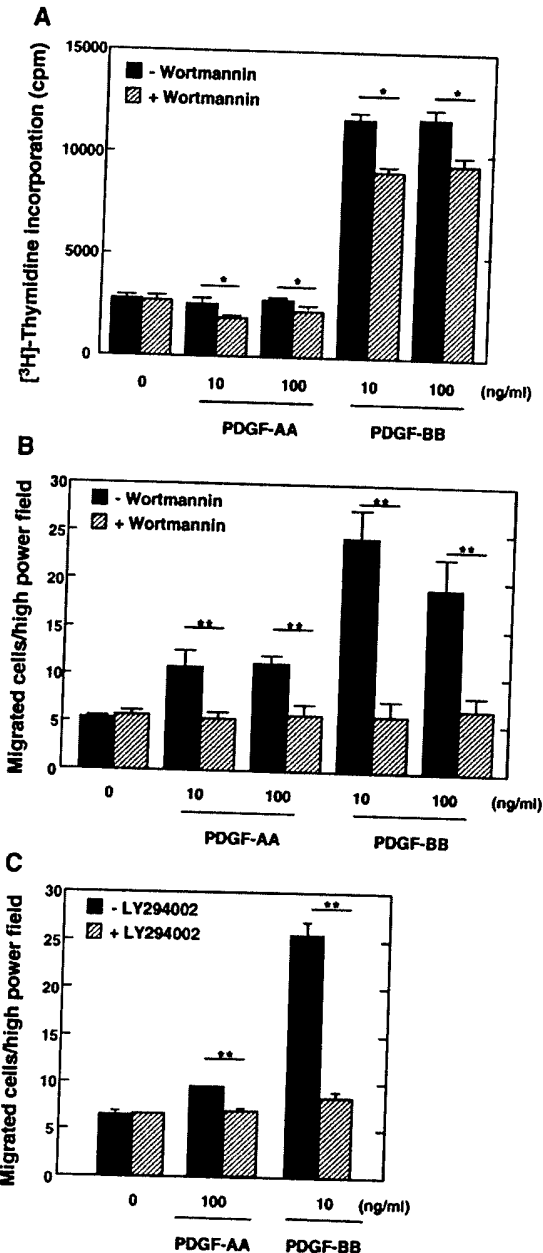 A
[³H]-Thymidine incorporation (cpm)
15000
10000
5000
0
- Wortmannin
+ Wortmannin
*
*
*
*
0
10
100
10
100
(ng/ml)
PDGF-AA
PDGF-BB
B
Migrated cells/high power field
30
25
20
15
10
5
0
- Wortmannin
+ Wortmannin
**
**
**
**
0
10
100
10
100
(ng/ml)
PDGF-AA
PDGF-BB
C
Migrated cells/high power field
30
25
20
15
10
5
0
- LY294002
+ LY294002
**
**
0
100
10
(ng/ml)
PDGF-AA
PDGF-BB